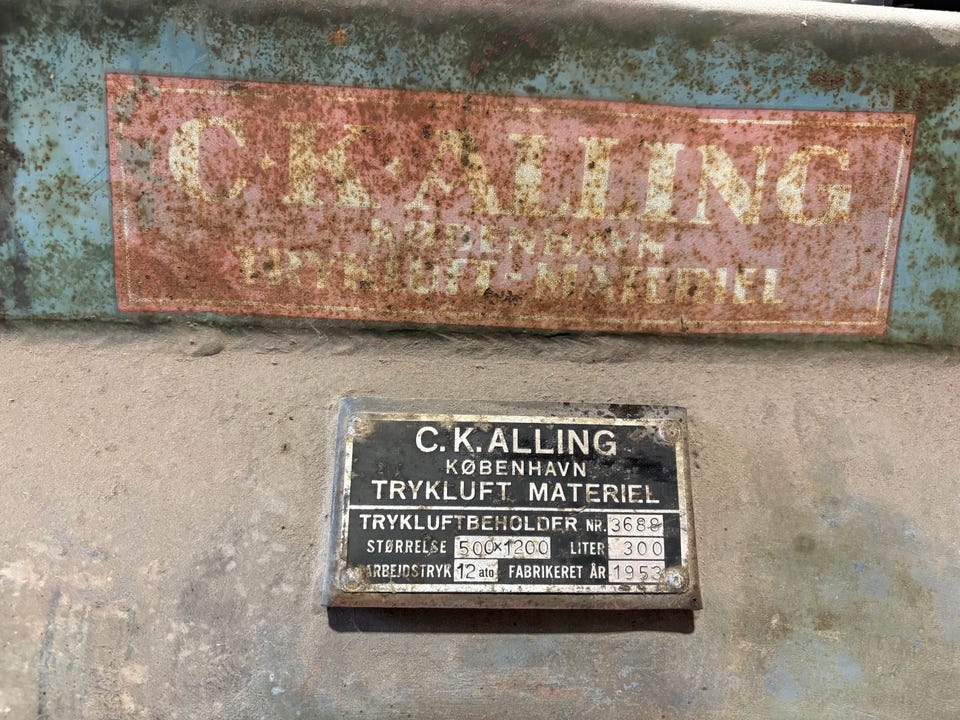 C·K·ALLING
KØBENHAVN
TRYKLUFT-MATERIEL
C.K.ALLING
KØBENHAVN
TRYKLUFT MATERIEL
TRYKLUFTBEHOLDER NR. 3688
STØRRELSE 500×1200 LITER 300
ARBEJDSTRYK 12 ato FABRIKERET ÅR 1953